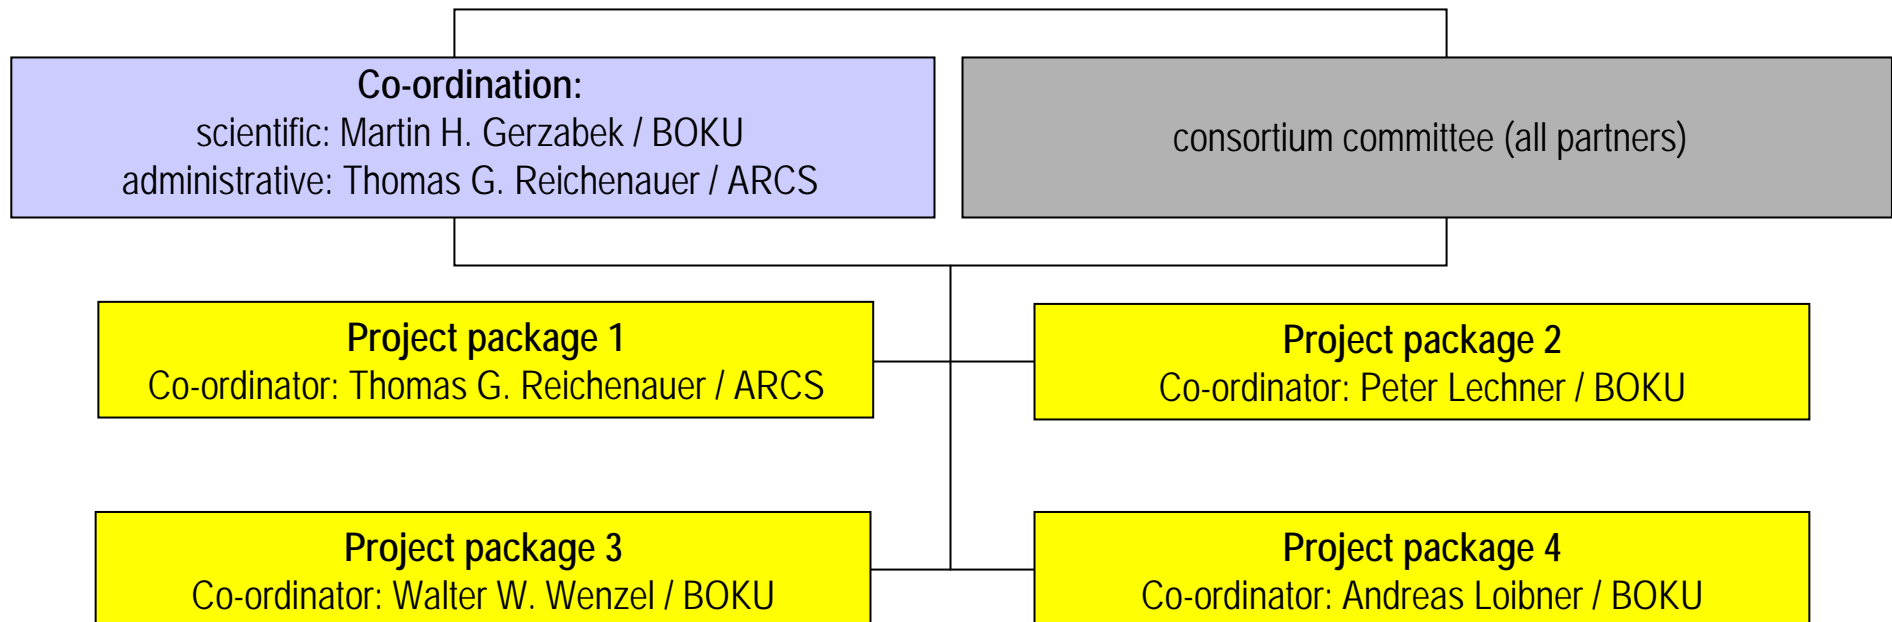 Co-ordination:
scientific: Martin H. Gerzabek / BOKU
administrative: Thomas G. Reichenauer / ARCS
consortium committee (all partners)
Project package 1
Co-ordinator: Thomas G. Reichenauer / ARCS
Project package 2
Co-ordinator: Peter Lechner / BOKU
Project package 3
Co-ordinator: Walter W. Wenzel / BOKU
Project package 4
Co-ordinator: Andreas Loibner / BOKU